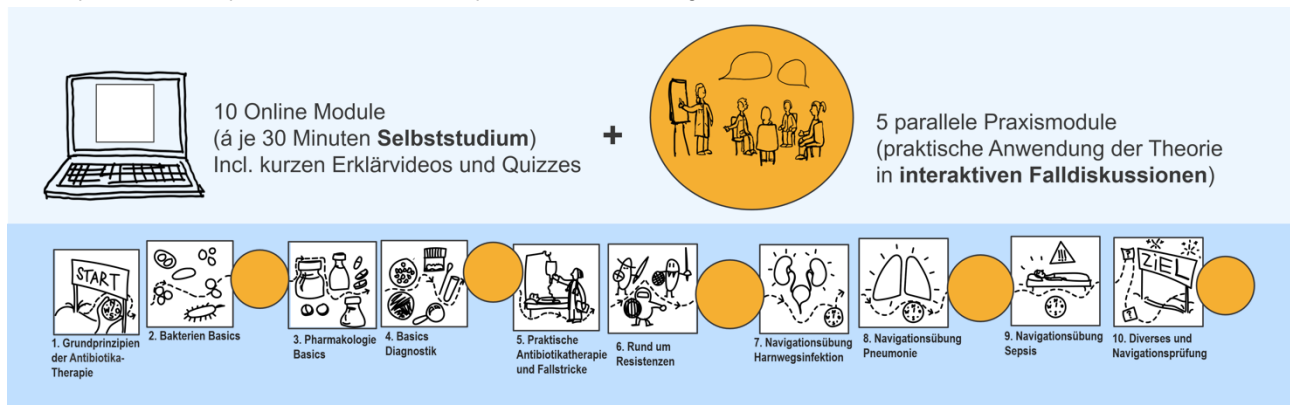 10 Online Module
(á je 30 Minuten Selbststudium)
Incl. kurzen Erklärvideos und Quizzes
+
5 parallele Praxismodule
(praktische Anwendung der Theorie
in interaktiven Falldiskussionen)
START
ZIEL
1. Grundprinzipien
der Antibiotika-
Therapie
2. Bakterien Basics
3. Pharmakologie
Basics
4. Basics
Diagnostik
5. Praktische
Antibiotikatherapie
und Fallstricke
6. Rund um
Resistenzen
7. Navigationsübung
Harnwegsinfektion
8. Navigationsübung
Pneumonie
9. Navigationsübung
Sepsis
10. Diverses und
Navigationsprüfung